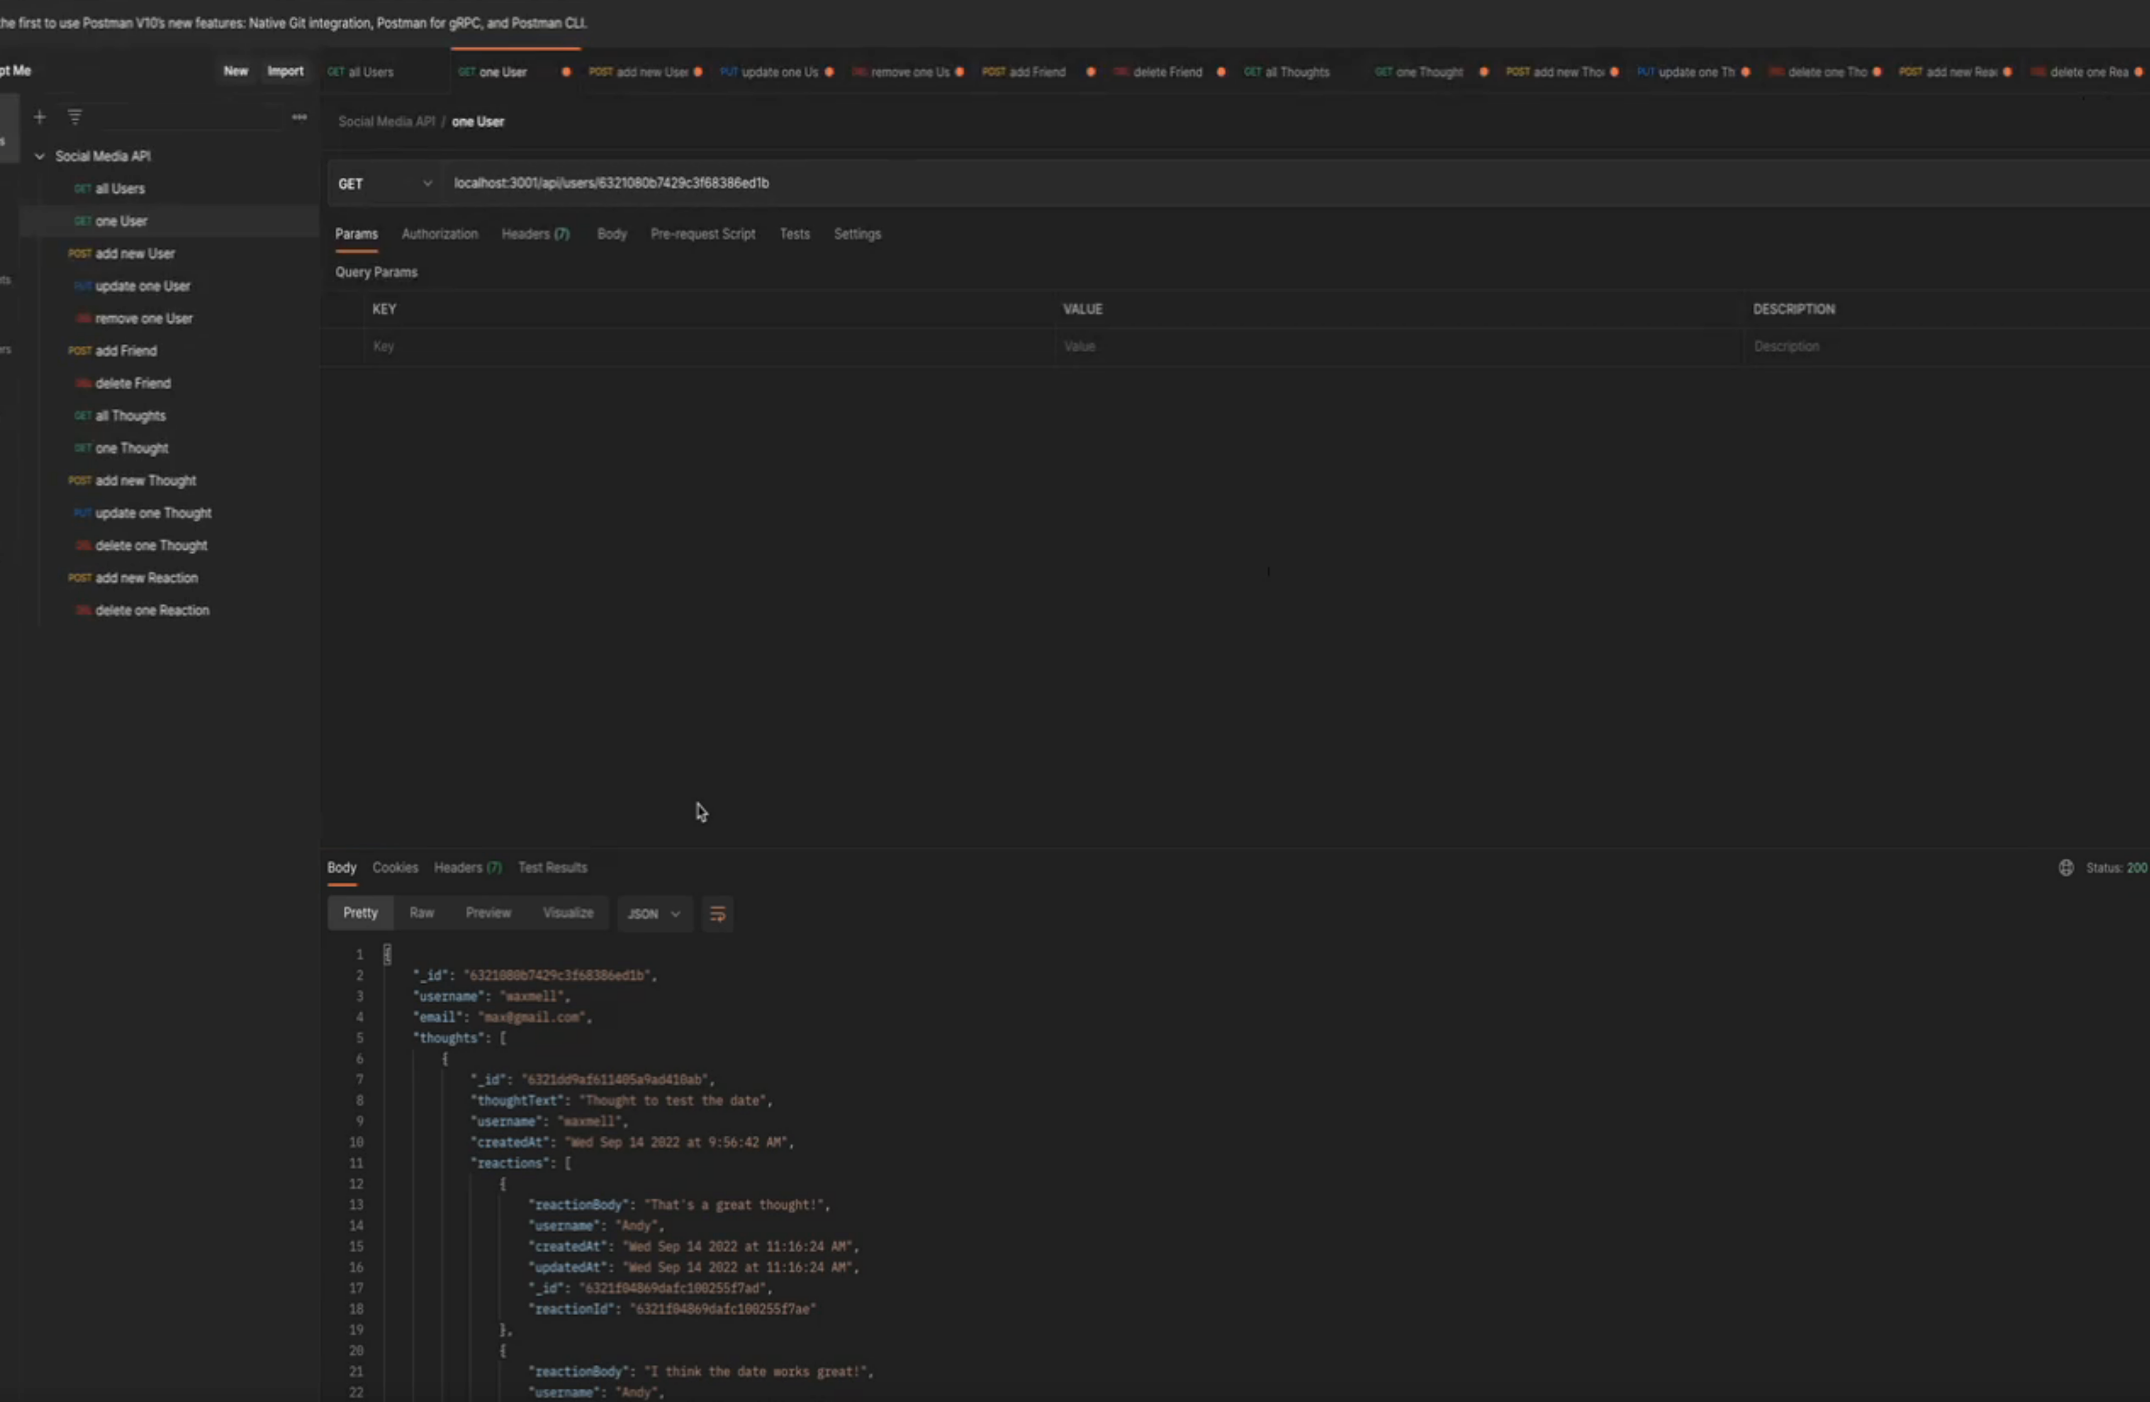 the first to use Postman V10's new features: Native Git integration, Postman for gRPC, and Postman CLI.
pt Me New Import
GET all Users GET one User POST add new User PUT update one Us remove one Us POST add Friend delete Friend GET all Thoughts GET one Thought POST add new Thou PUT update one Th delete one Tho POST add new Reac delete one Rea
Social Media API / one User
Social Media API
GET all Users
GET one User
POST add new User
PUT update one User
remove one User
POST add Friend
delete Friend
GET all Thoughts
GET one Thought
POST add new Thought
PUT update one Thought
delete one Thought
POST add new Reaction
delete one Reaction
s
ts
ers
GET localhost:3001/api/users/6321080b7429c3f68386ed1b
Params Authorization Headers (7) Body Pre-request Script Tests Settings
Query Params
KEY VALUE DESCRIPTION
Key Value Description
Body Cookies Headers (7) Test Results Status: 200
Pretty Raw Preview Visualize JSON
1 {
2 "_id": "6321080b7429c3f68386ed1b",
3 "username": "waxmell",
4 "email": "max@gmail.com",
5 "thoughts": [
6 {
7 "_id": "6321dd9af611405a9ad410ab",
8 "thoughtText": "Thought to test the date",
9 "username": "waxmell",
10 "createdAt": "Wed Sep 14 2022 at 9:56:42 AM",
11 "reactions": [
12 {
13 "reactionBody": "That's a great thought!",
14 "username": "Andy",
15 "createdAt": "Wed Sep 14 2022 at 11:16:24 AM",
16 "updatedAt": "Wed Sep 14 2022 at 11:16:24 AM",
17 "_id": "6321f04869dafc100255f7ad",
18 "reactionId": "6321f04869dafc100255f7ae"
19 },
20 {
21 "reactionBody": "I think the date works great!",
22 "username": "Andy",